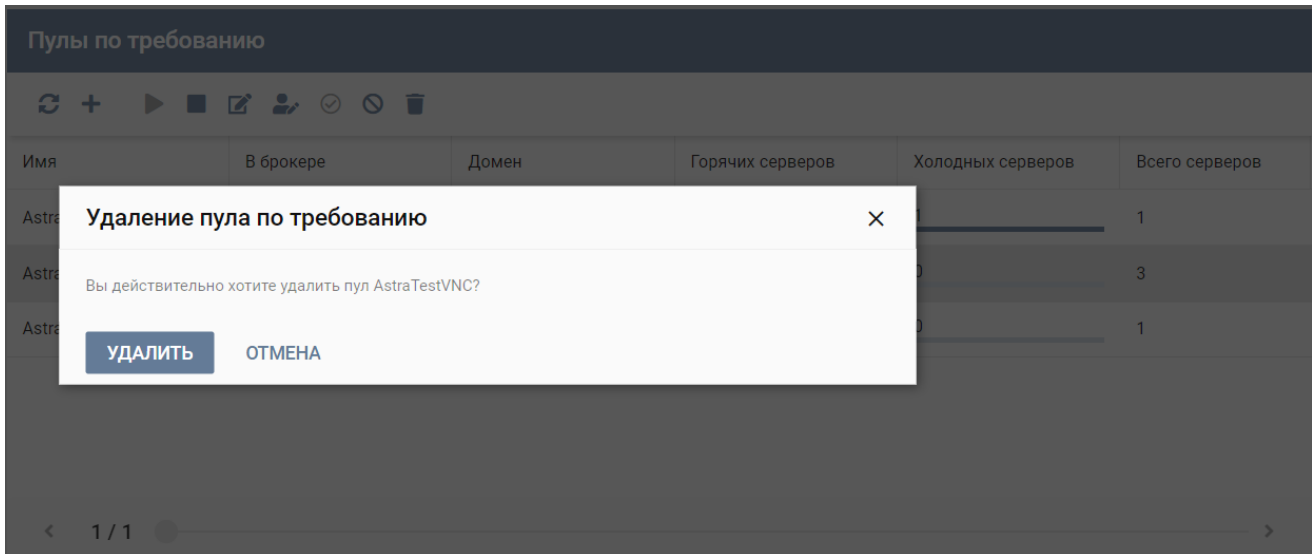 Пулы по требованию
Имя В брокере Домен Горячих серверов Холодных серверов Всего серверов
Удаление пула по требованию
1
Вы действительно хотите удалить пул AstraTestVNC?
3
УДАЛИТЬ ОТМЕНА
1
1 / 1